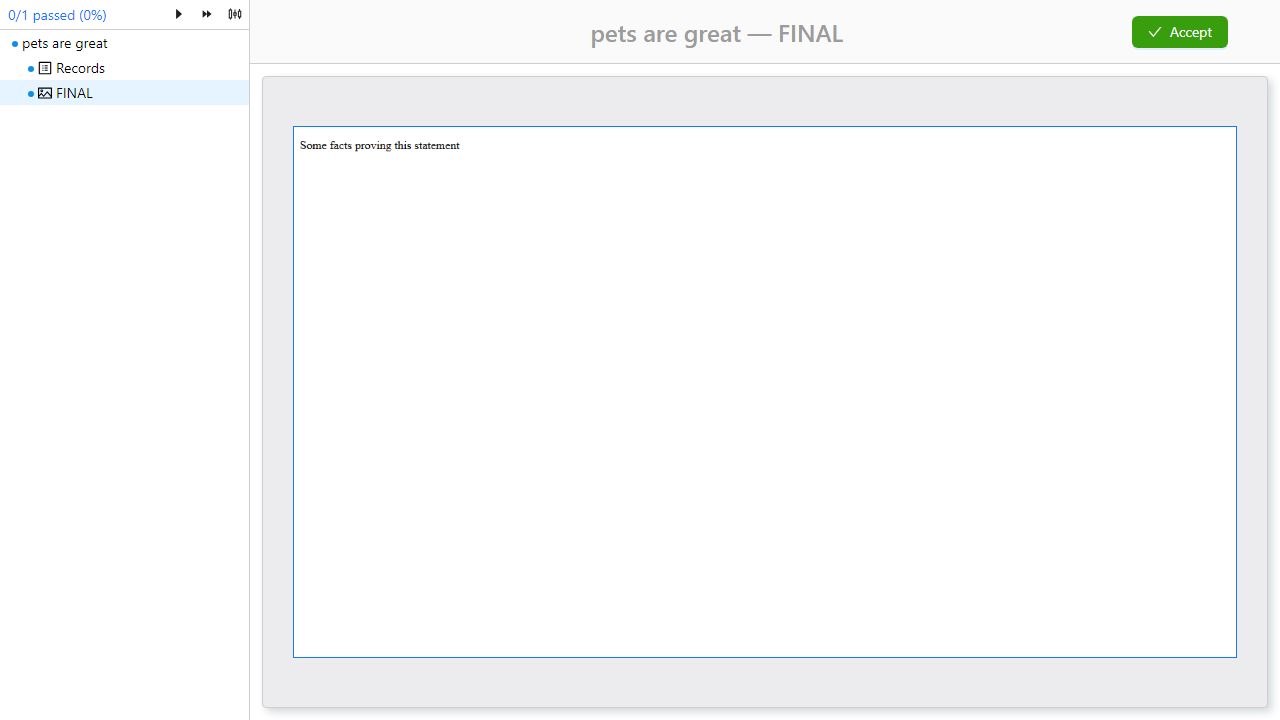 0/1 passed (0%)
pets are great — FINAL
Accept
pets are great
Records
FINAL
Some facts proving this statement